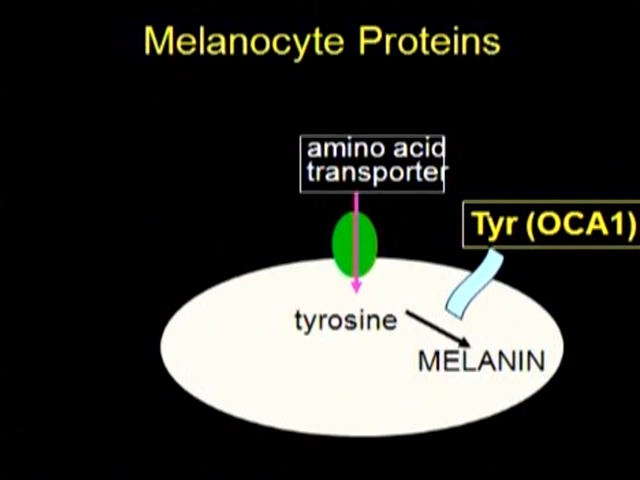 Melanocyte Proteins
amino acid
transporter
Tyr (OCA1)
tyrosine
MELANIN